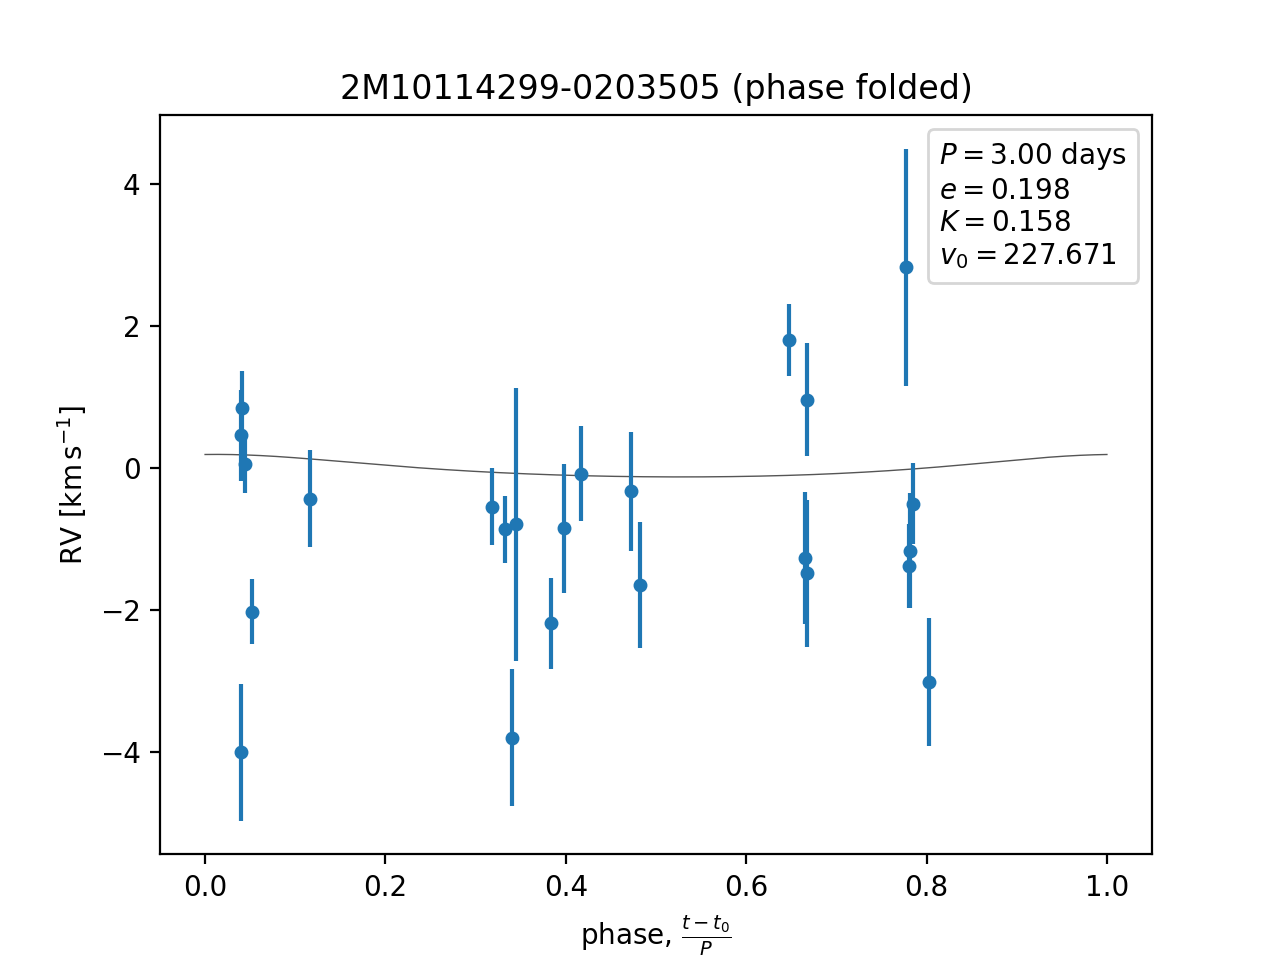 2M10114299-0203505 (phase folded)
P = 3.00 days
e = 0.198
K = 0.158
v₀ = 227.671
4
2
0
−2
−4
RV [km s⁻¹]
0.0 0.2 0.4 0.6 0.8 1.0
phase, (t − t₀)/P